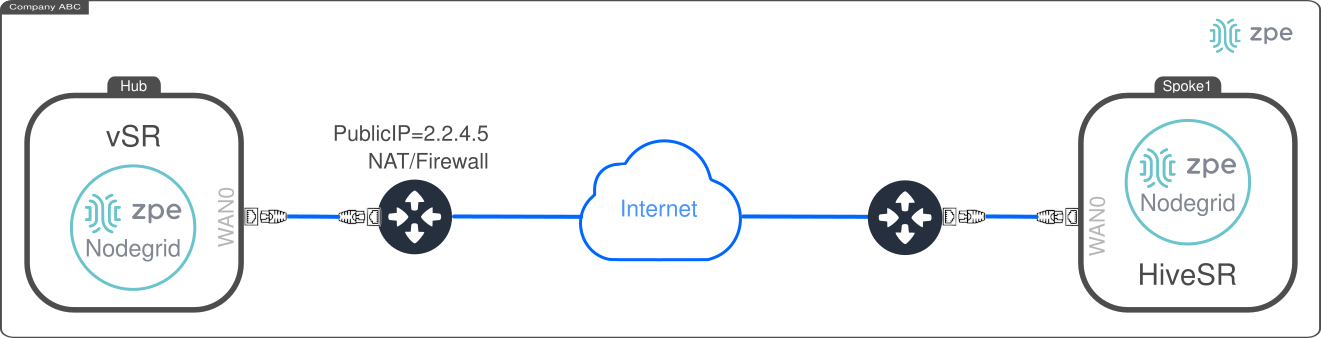 Company ABC
zpe
Hub
vSR
zpe
Nodegrid
WAN0
PublicIP=2.2.4.5
NAT/Firewall
Internet
Spoke1
WAN0
zpe
Nodegrid
HiveSR